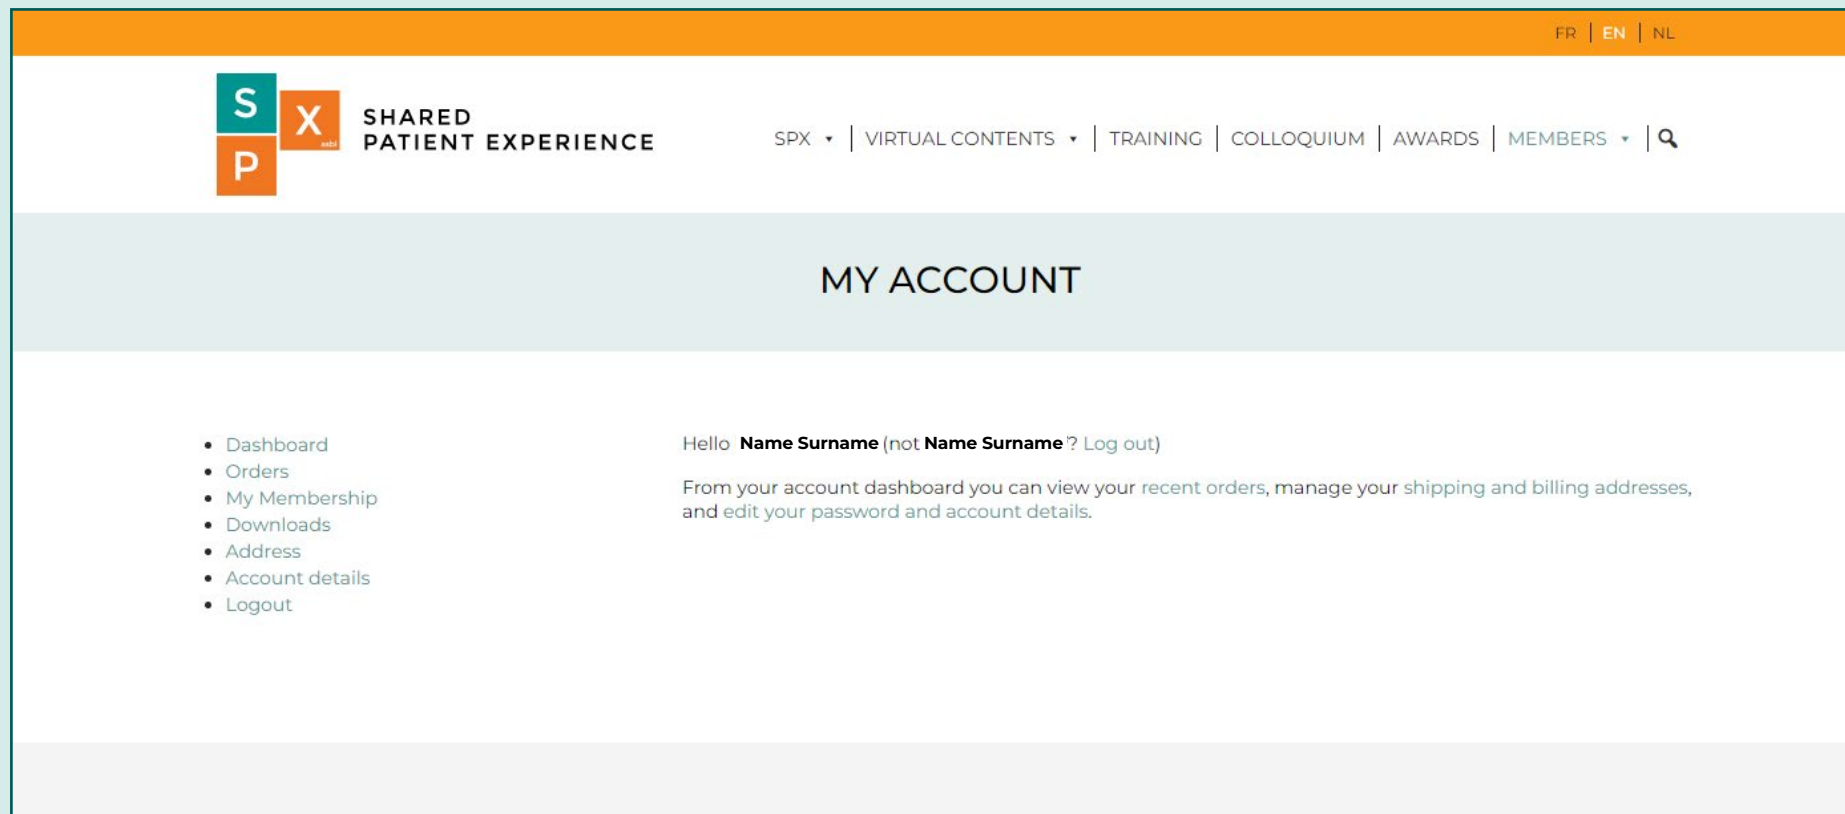 FR | EN | NL
S X
P
SHARED
PATIENT EXPERIENCE
SPX ▾ | VIRTUAL CONTENTS ▾ | TRAINING | COLLOQUIUM | AWARDS | MEMBERS ▾ |
MY ACCOUNT
• Dashboard
• Orders
• My Membership
• Downloads
• Address
• Account details
• Logout
Hello Name Surname (not Name Surname'? Log out)
From your account dashboard you can view your recent orders, manage your shipping and billing addresses,
and edit your password and account details.